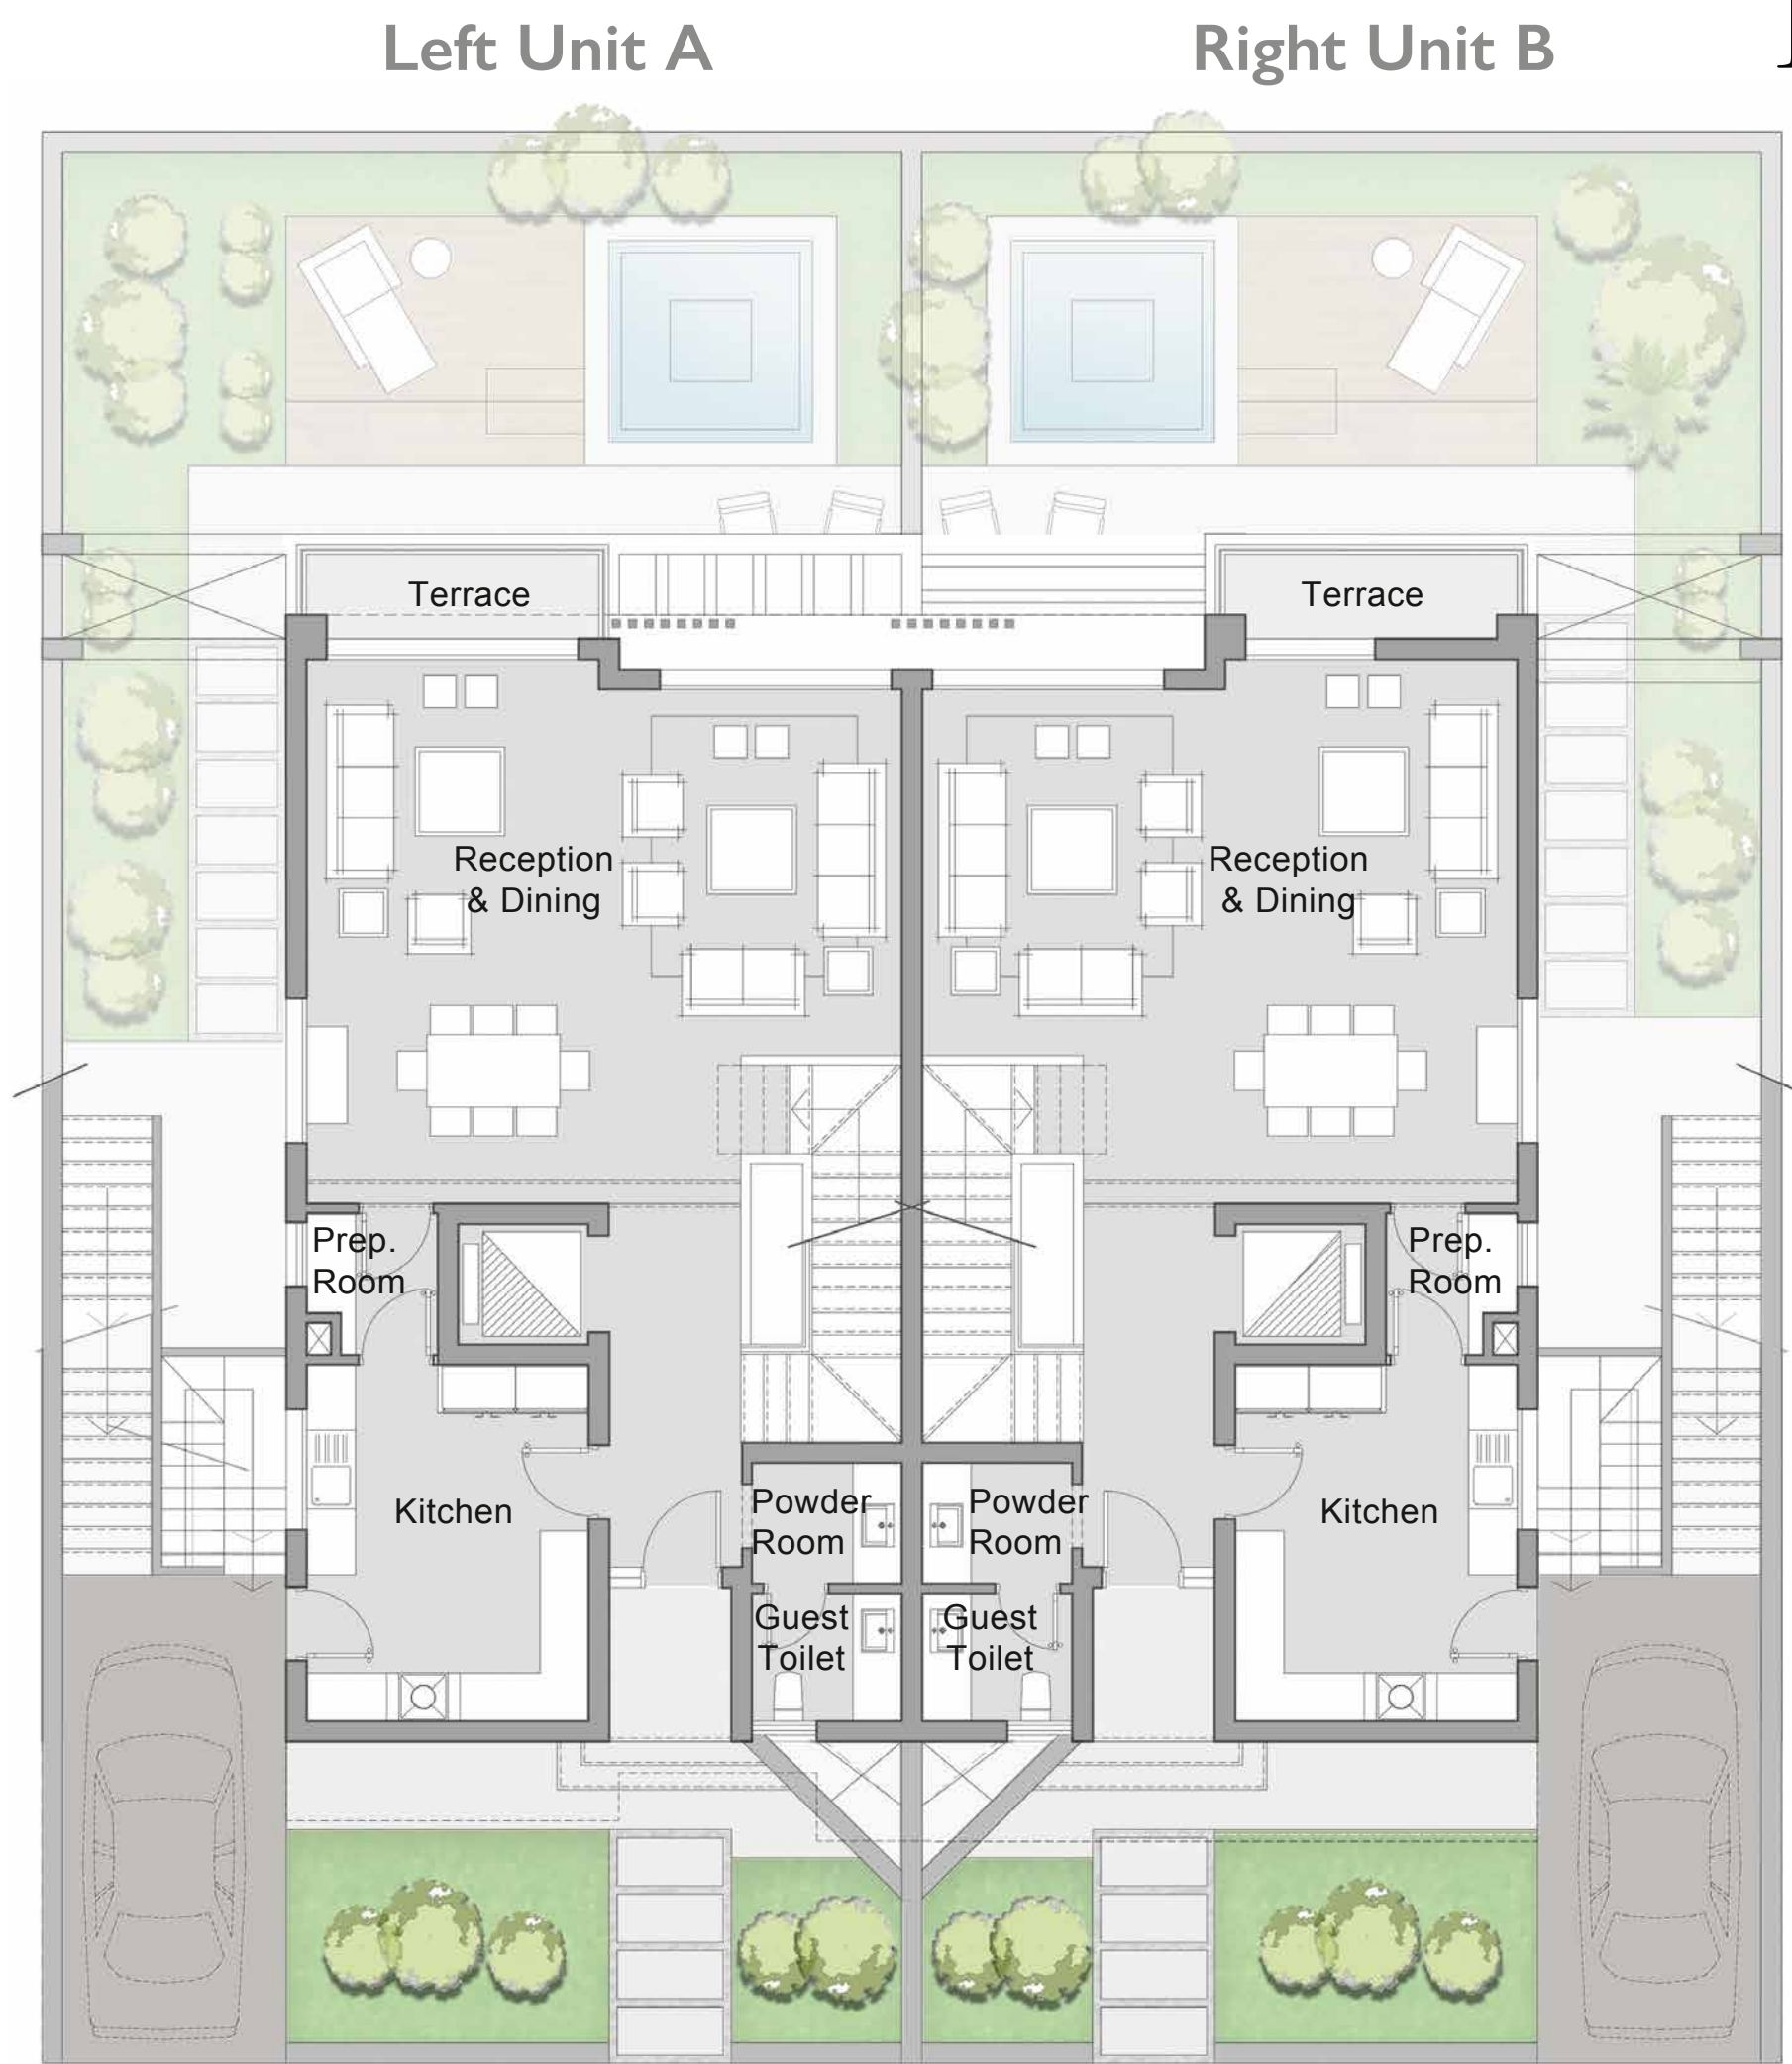 Left Unit A
Right Unit B
Terrace
Terrace
Reception
& Dining
Reception
& Dining
Prep.
Room
Prep.
Room
Kitchen
Powder
Room
Powder
Room
Kitchen
Guest
Toilet
Guest
Toilet